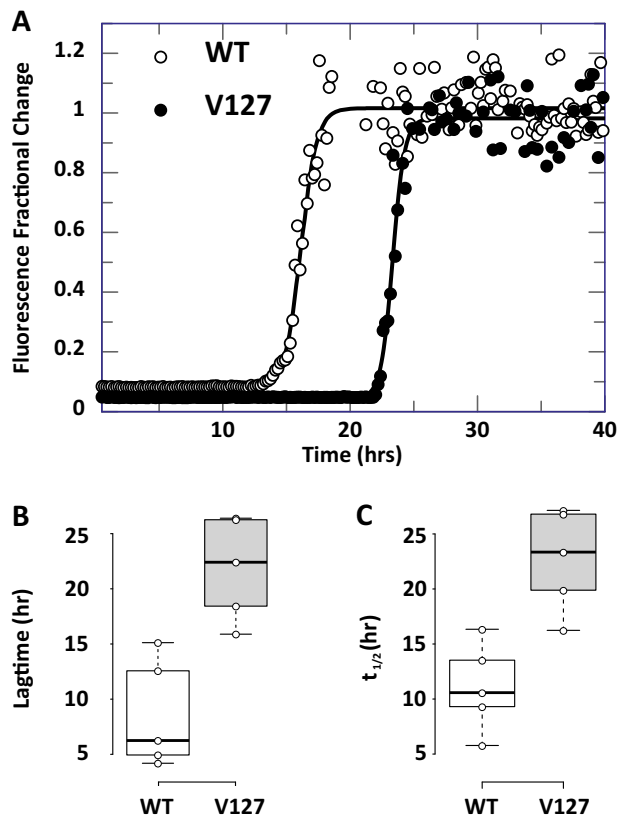 A
1.2
1
0.8
0.6
0.4
0.2
0
Fluorescence Fractional Change
WT
V127
10
20
30
40
Time (hrs)
B
25
20
15
10
5
Lagtime (hr)
WT
V127
C
25
20
15
10
5
t1/2 (hr)
WT
V127